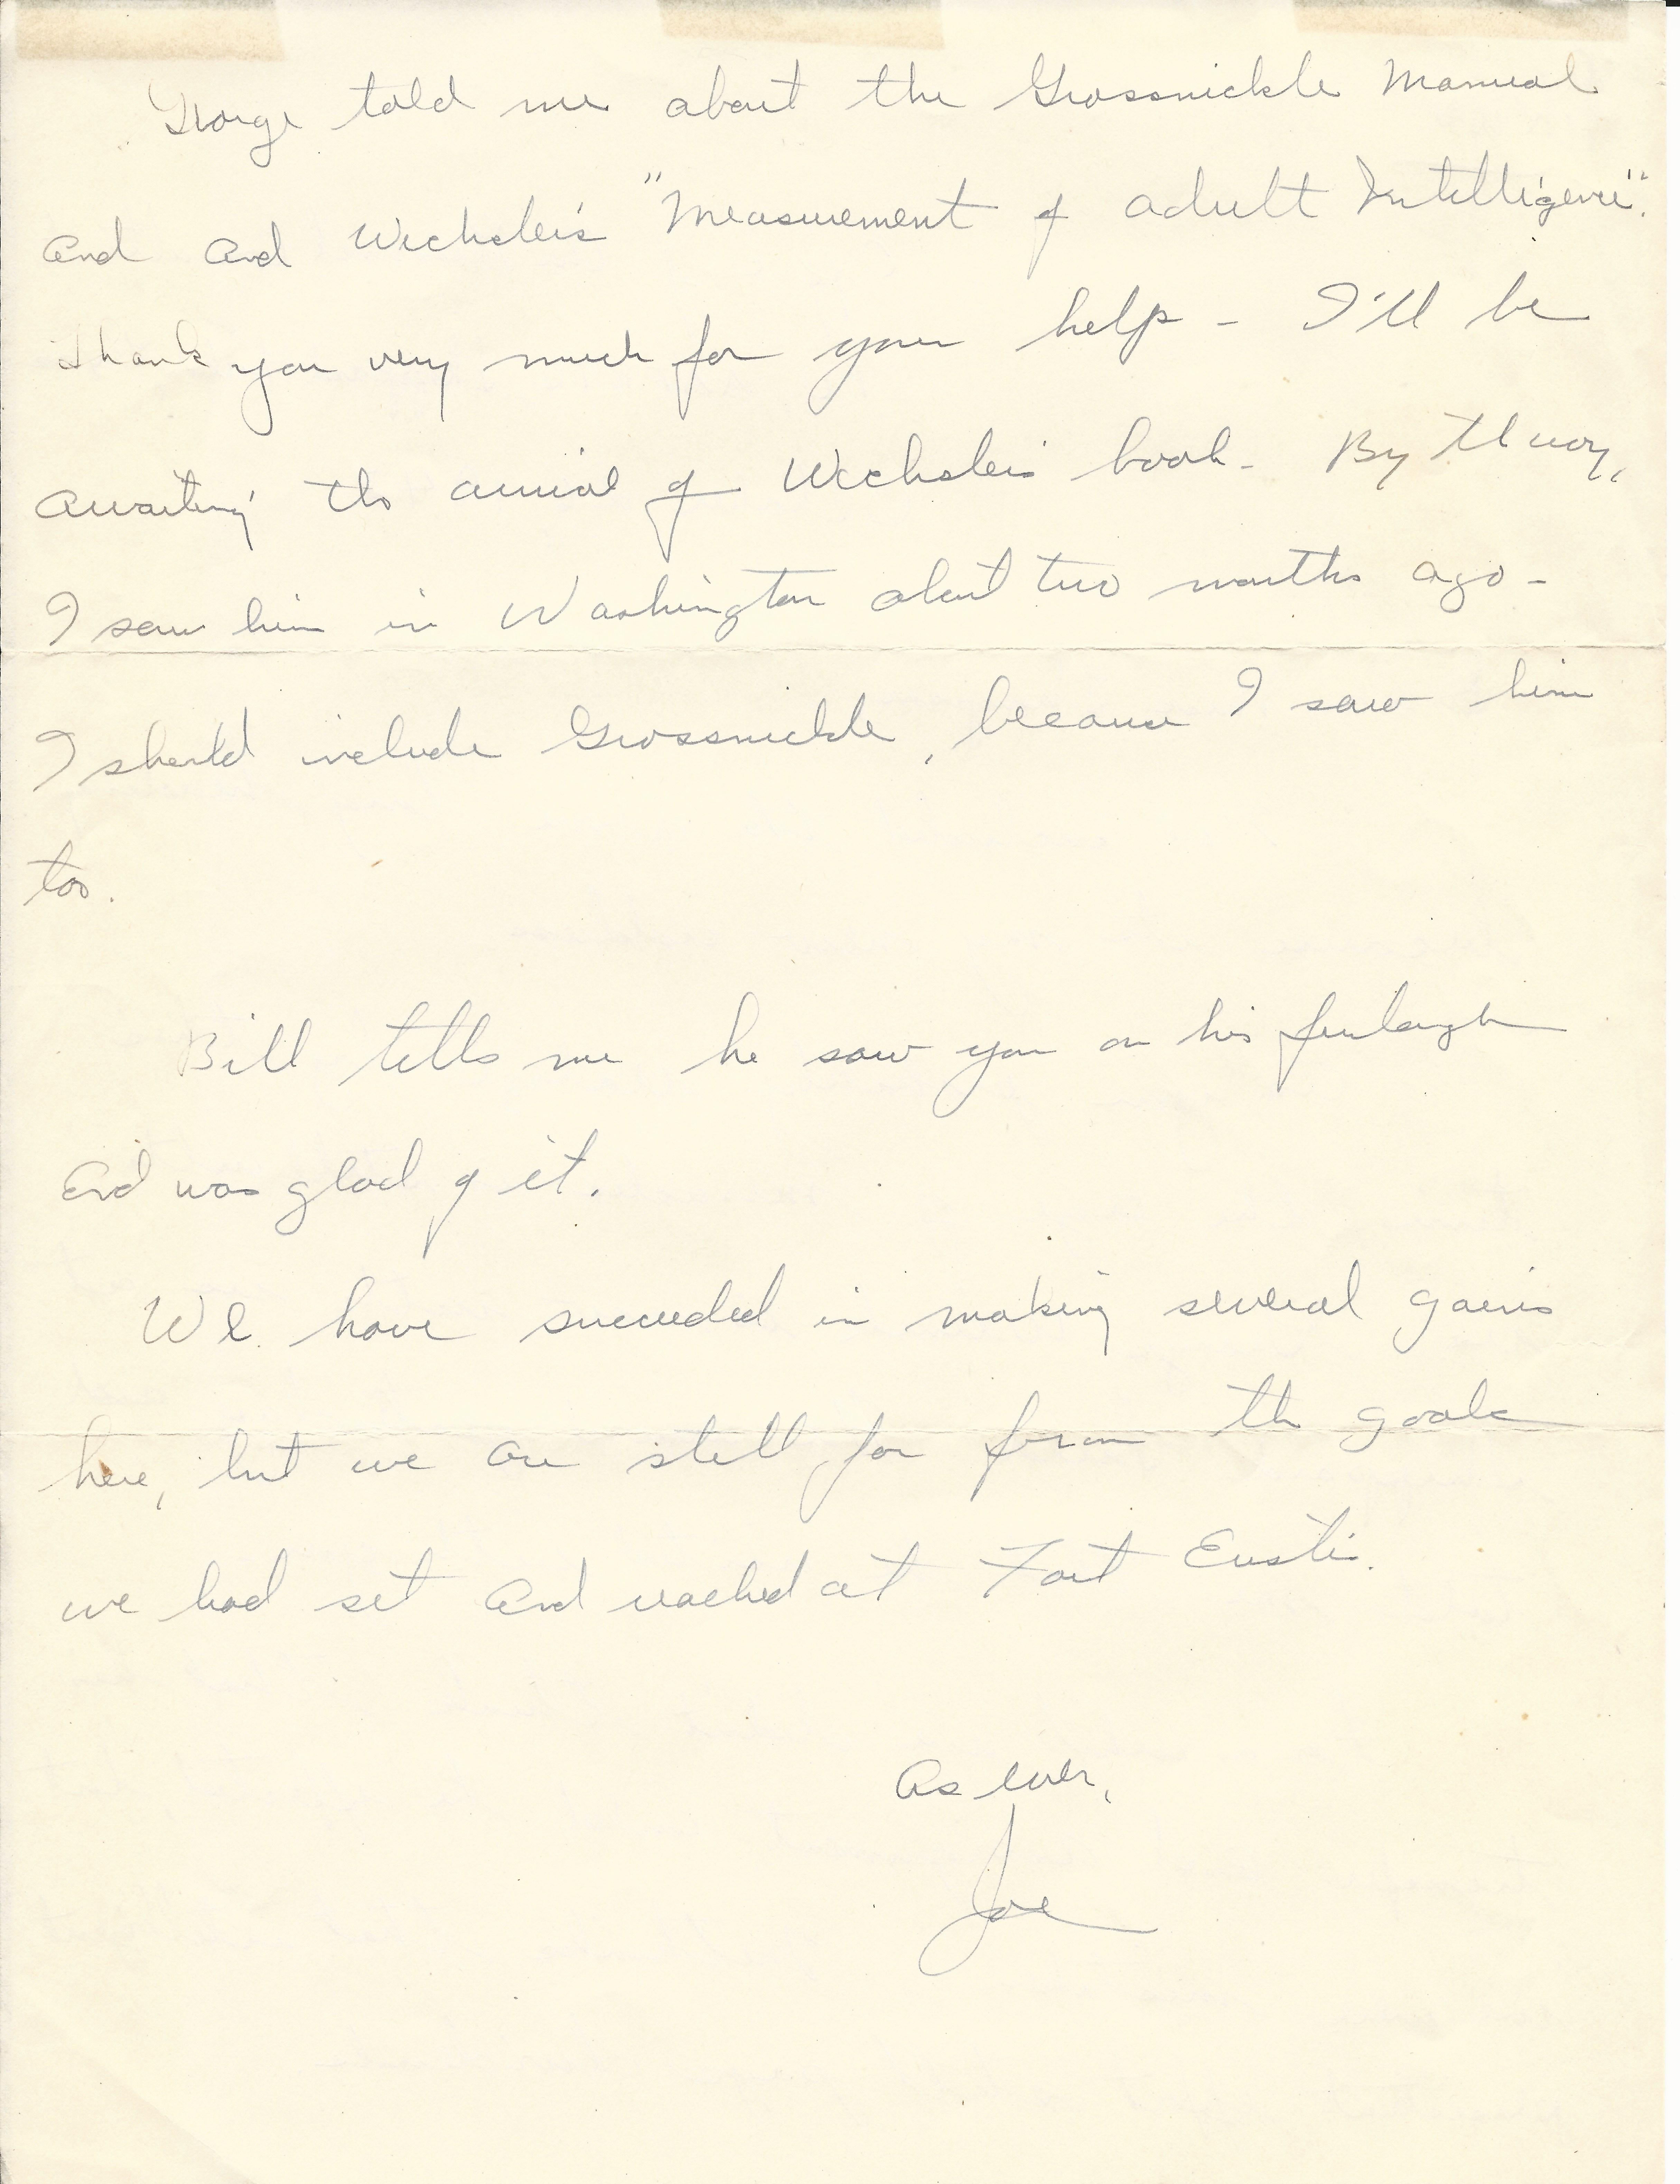 George told me about the Grossnickle Manual
and and Wechsler's "Measurement of Adult Intelligence".
Thank you very much for your help - I'll be
awaiting the arrival of Wechsler's book - By the way,
I saw him in Washington about two months ago -
I should include Grossnickle, because I saw him
too.
Bill tells me he saw you on his furlough
and was glad of it.
We have succeeded in making several gains
here, but we are still far from the goals
we had set and reached at Fort Eustis.
As ever,
Joe